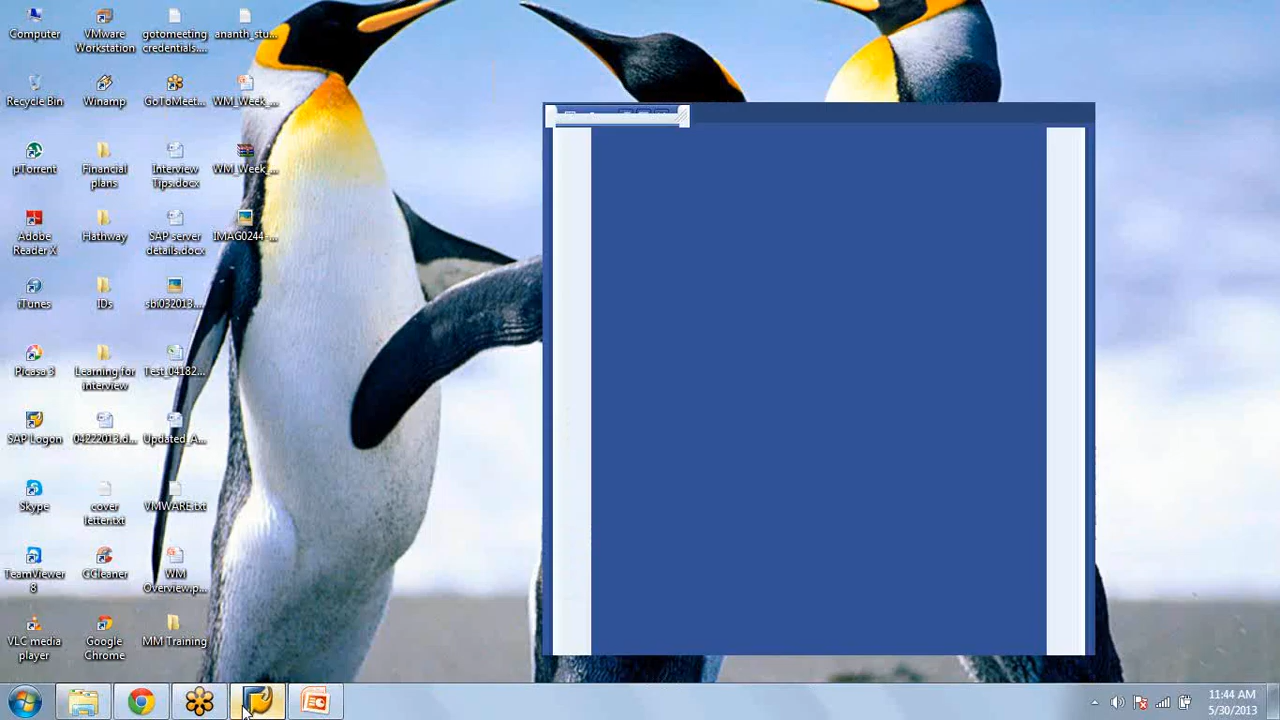 Computer
VMware
Workstation
gotomeeting
credentials....
ananth_stu...
Recycle Bin
Winamp
GoToMeet...
WM_Week_...
µTorrent
Financial
plans
Interview
Tips.docx
WM_Week_...
Adobe
Reader X
Hathway
SAP server
details.docx
IMAG0244-...
iTunes
IDs
sbi032013....
Picasa 3
Learning for
interview
Test_04182...
SAP Logon
04222013.d...
Updated_A...
Skype
cover
letter.txt
VMWARE.txt
TeamViewer
8
CCleaner
WM
Overview.p...
VLC media
player
Google
Chrome
MM Training
11:44 AM
5/30/2013